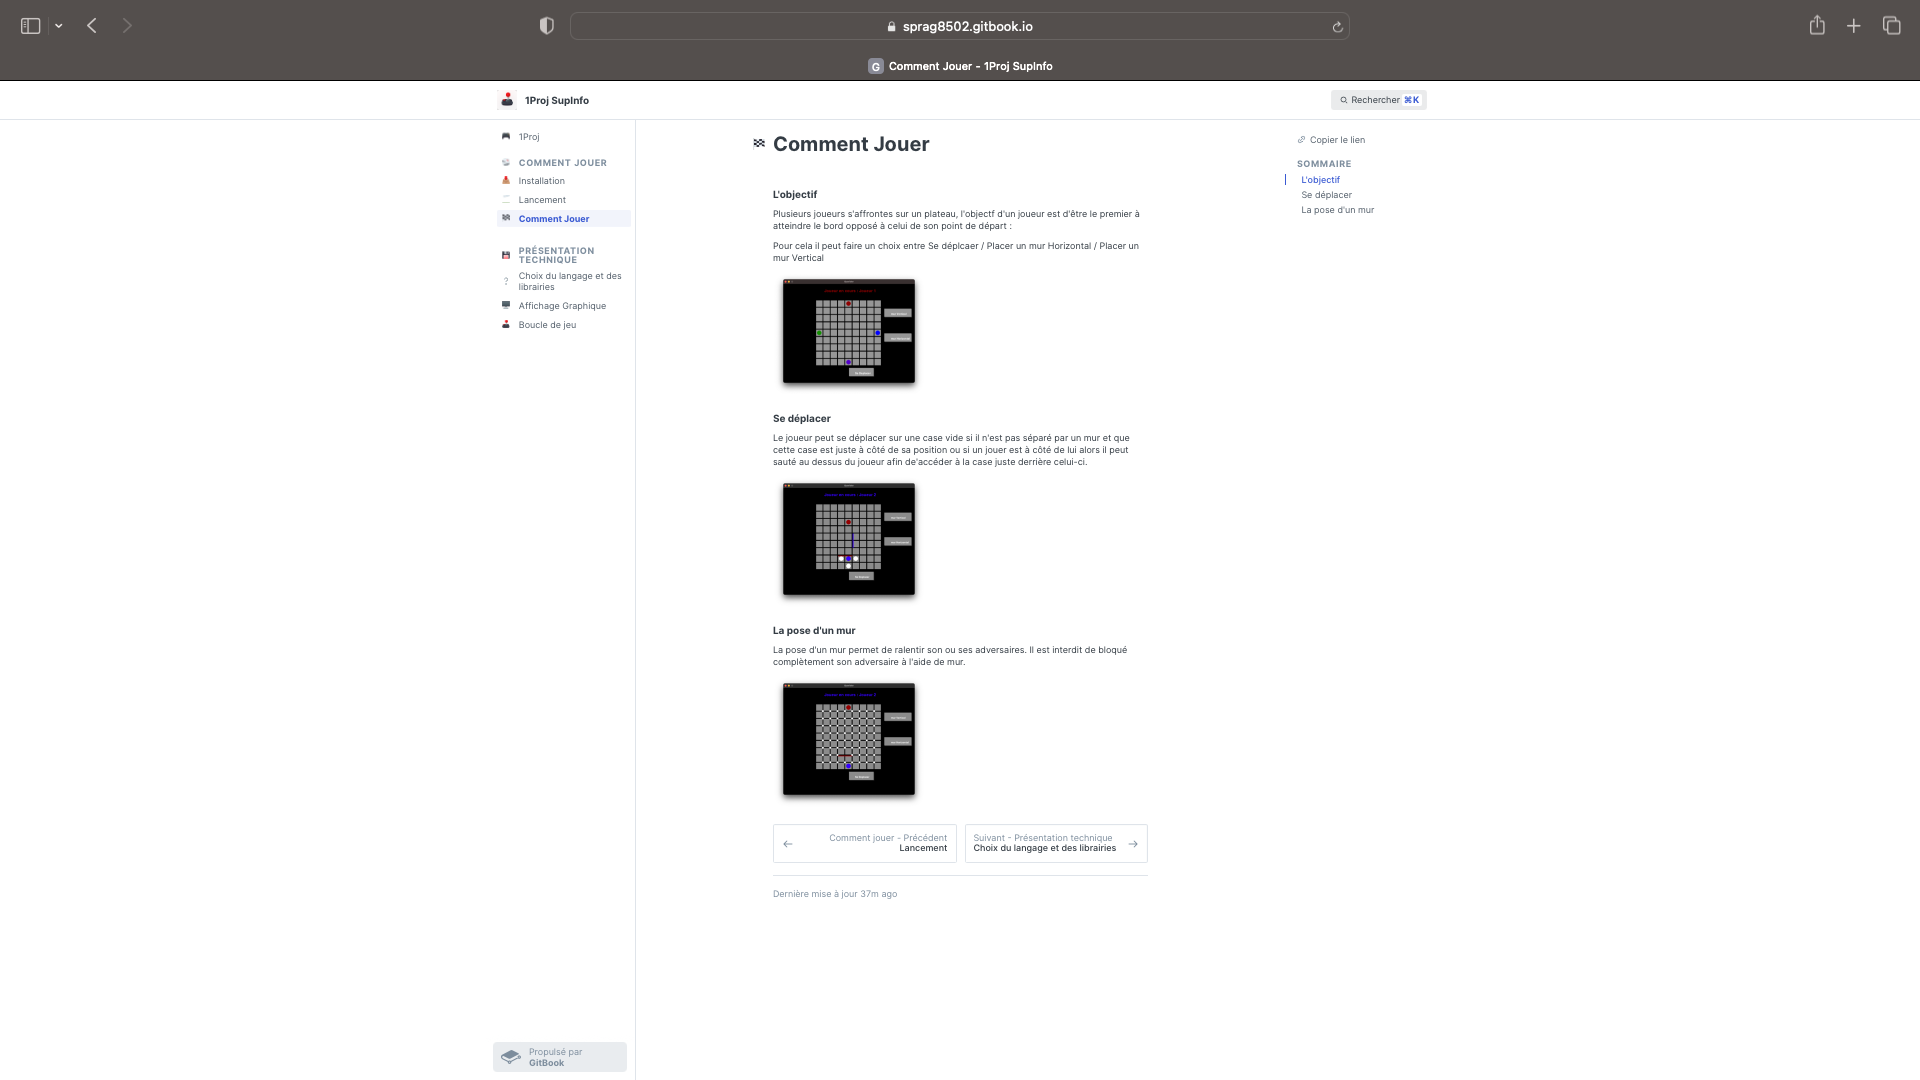 sprag8502.gitbook.io
G Comment Jouer - 1Proj SupInfo
1Proj SupInfo
Rechercher ⌘K
1Proj
COMMENT JOUER
Installation
Lancement
Comment Jouer
PRÉSENTATION
TECHNIQUE
Choix du langage et des
librairies
Affichage Graphique
Boucle de jeu
Propulsé par
GitBook
Comment Jouer
L'objectif
Plusieurs joueurs s'affrontes sur un plateau, l'objectf d'un joueur est d'être le premier à
atteindre le bord opposé à celui de son point de départ :
Pour cela il peut faire un choix entre Se déplcaer / Placer un mur Horizontal / Placer un
mur Vertical
Se déplacer
Le joueur peut se déplacer sur une case vide si il n'est pas séparé par un mur et que
cette case est juste à côté de sa position ou si un jouer est à côté de lui alors il peut
sauté au dessus du joueur afin de'accéder à la case juste derrière celui-ci.
La pose d'un mur
La pose d'un mur permet de ralentir son ou ses adversaires. Il est interdit de bloqué
complètement son adversaire à l'aide de mur.
Comment jouer - Précédent
Lancement
Suivant - Présentation technique
Choix du langage et des librairies
Dernière mise à jour 37m ago
Copier le lien
SOMMAIRE
L'objectif
Se déplacer
La pose d'un mur